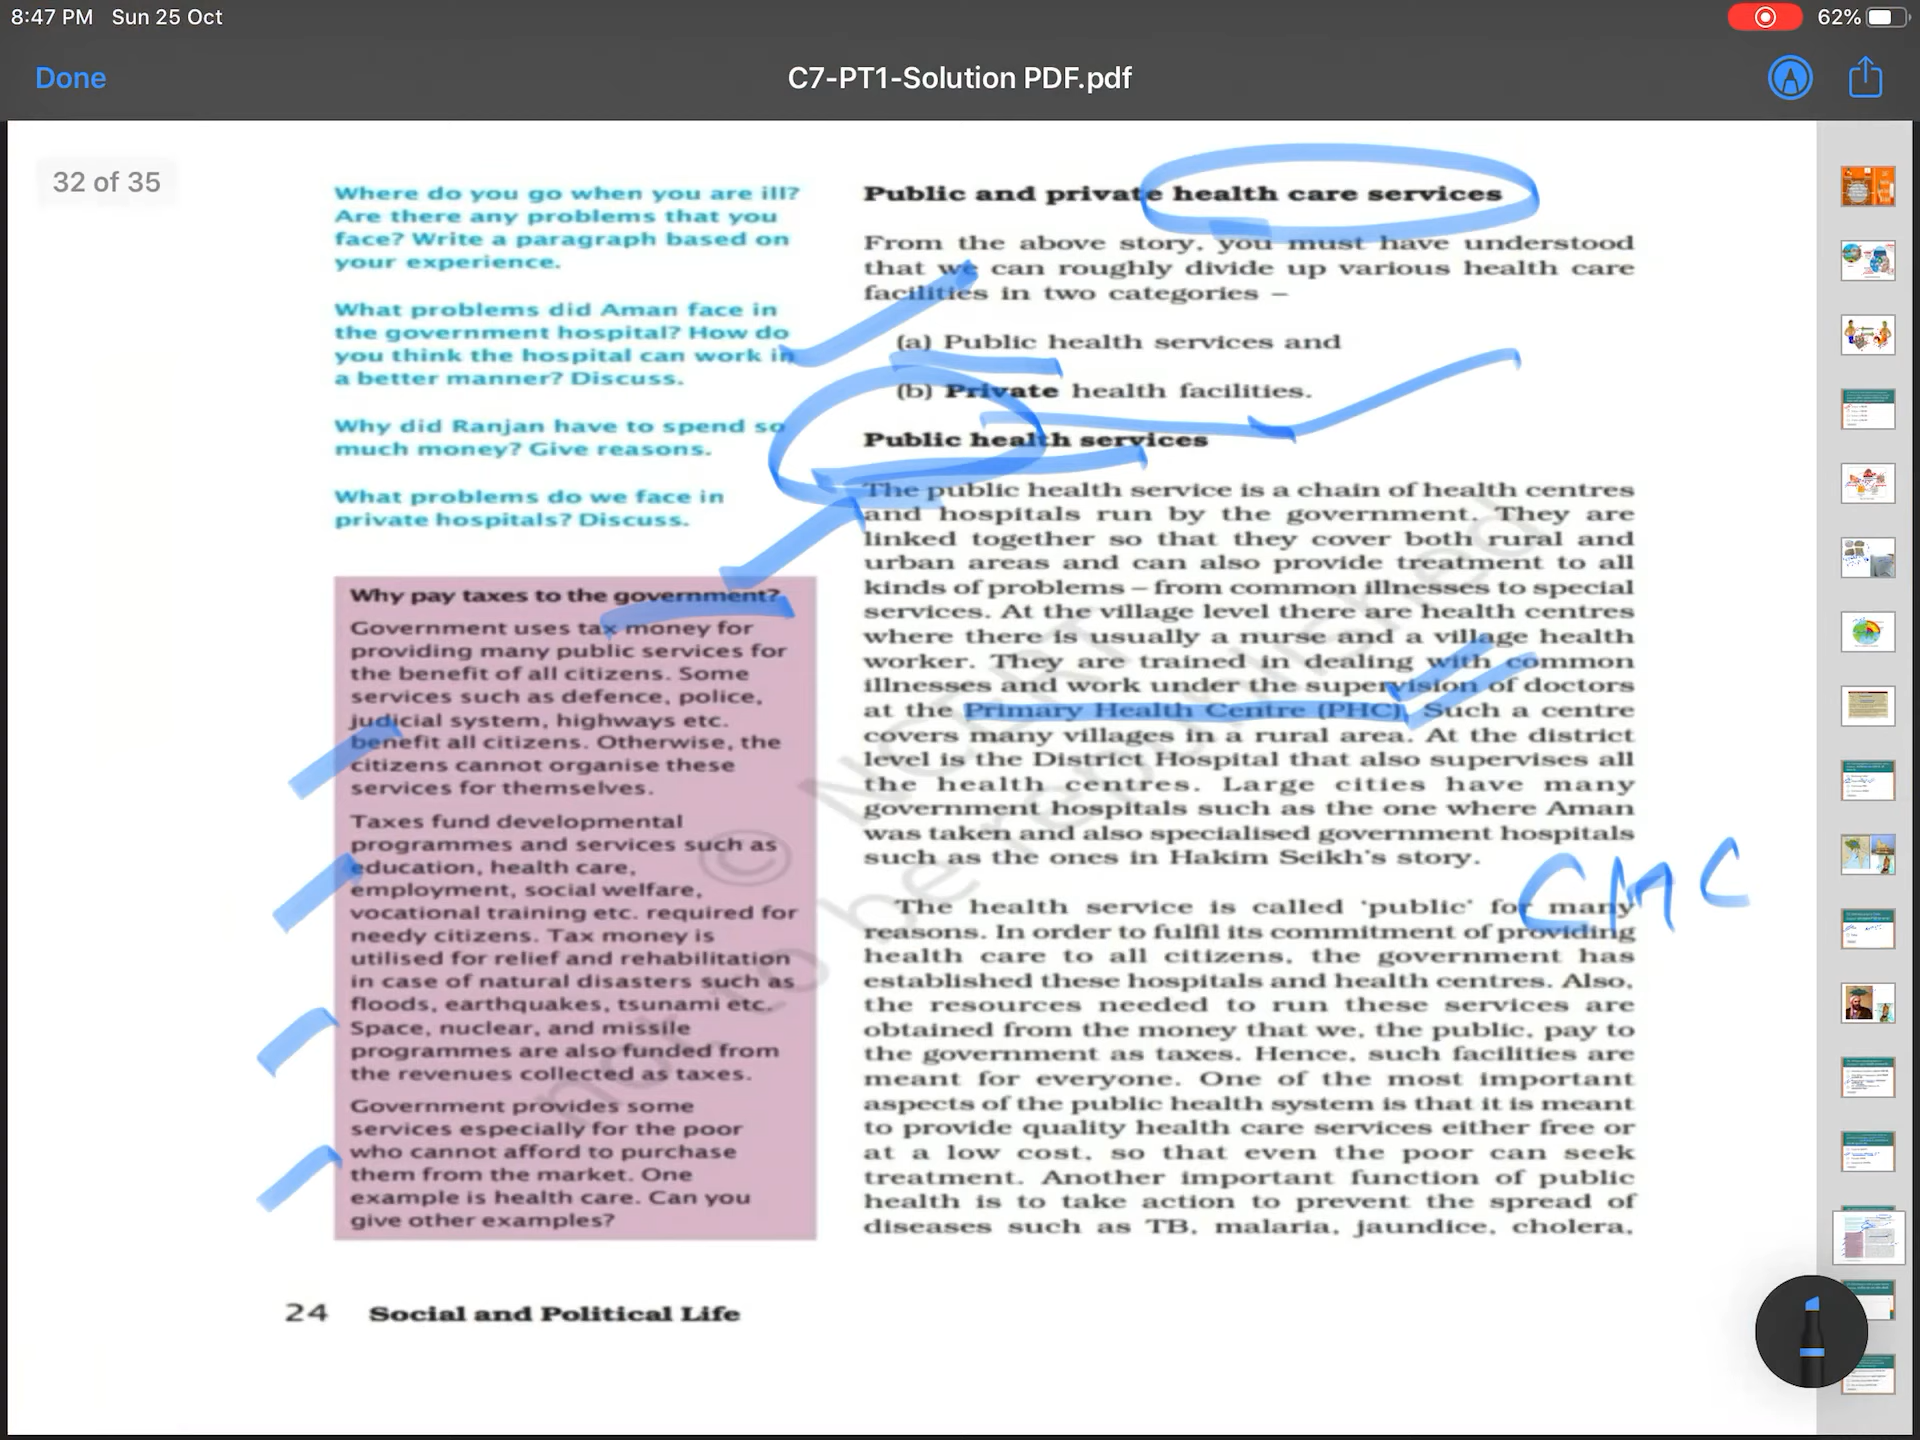 8:47 PM Sun 25 Oct
62%
Done
C7-PT1-Solution PDF.pdf
32 of 35
Where do you go when you are ill?
Are there any problems that you
face? Write a paragraph based on
your experience.
What problems did Aman face in
the government hospital? How do
you think the hospital can work in
a better manner? Discuss.
Why did Ranjan have to spend so
much money? Give reasons.
What problems do we face in
private hospitals? Discuss.
Why pay taxes to the government?
Government uses tax money for
providing many public services for
the benefit of all citizens. Some
services such as defence, police,
judicial system, highways etc.
benefit all citizens. Otherwise, the
citizens cannot organise these
services for themselves.
Taxes fund developmental
programmes and services such as
education, health care,
employment, social welfare,
vocational training etc. required for
needy citizens. Tax money is
utilised for relief and rehabilitation
in case of natural disasters such as
floods, earthquakes, tsunami etc.
Space, nuclear, and missile
programmes are also funded from
the revenues collected as taxes.
Government provides some
services especially for the poor
who cannot afford to purchase
them from the market. One
example is health care. Can you
give other examples?
Public and private health care services
From the above story, you must have understood
that we can roughly divide up various health care
facilities in two categories –
(a) Public health services and
(b) Private health facilities.
Public health services
The public health service is a chain of health centres
and hospitals run by the government. They are
linked together so that they cover both rural and
urban areas and can also provide treatment to all
kinds of problems – from common illnesses to special
services. At the village level there are health centres
where there is usually a nurse and a village health
worker. They are trained in dealing with common
illnesses and work under the supervision of doctors
at the Primary Health Centre (PHC). Such a centre
covers many villages in a rural area. At the district
level is the District Hospital that also supervises all
the health centres. Large cities have many
government hospitals such as the one where Aman
was taken and also specialised government hospitals
such as the ones in Hakim Seikh's story.
CMC
The health service is called 'public' for many
reasons. In order to fulfil its commitment of providing
health care to all citizens, the government has
established these hospitals and health centres. Also,
the resources needed to run these services are
obtained from the money that we, the public, pay to
the government as taxes. Hence, such facilities are
meant for everyone. One of the most important
aspects of the public health system is that it is meant
to provide quality health care services either free or
at a low cost, so that even the poor can seek
treatment. Another important function of public
health is to take action to prevent the spread of
diseases such as TB, malaria, jaundice, cholera,
© NCERT
not to be republished
24 Social and Political Life